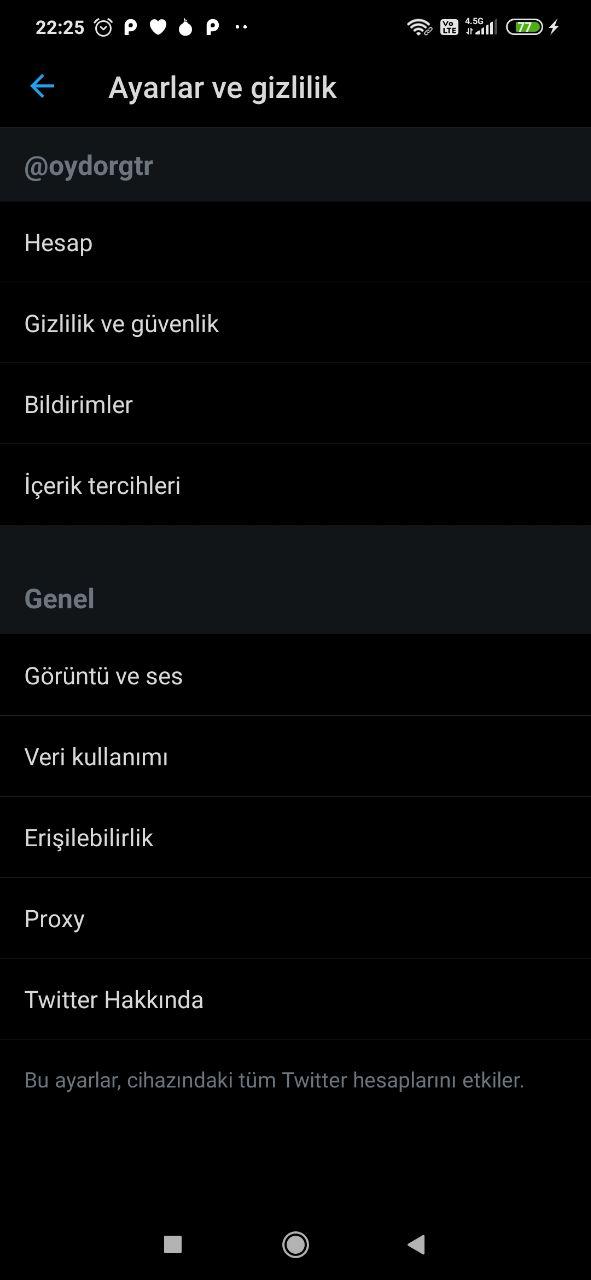 22:25
Vo LTE
4.5G
77
Ayarlar ve gizlilik
@oydorgtr
Hesap
Gizlilik ve güvenlik
Bildirimler
İçerik tercihleri
Genel
Görüntü ve ses
Veri kullanımı
Erişilebilirlik
Proxy
Twitter Hakkında
Bu ayarlar, cihazındaki tüm Twitter hesaplarını etkiler.